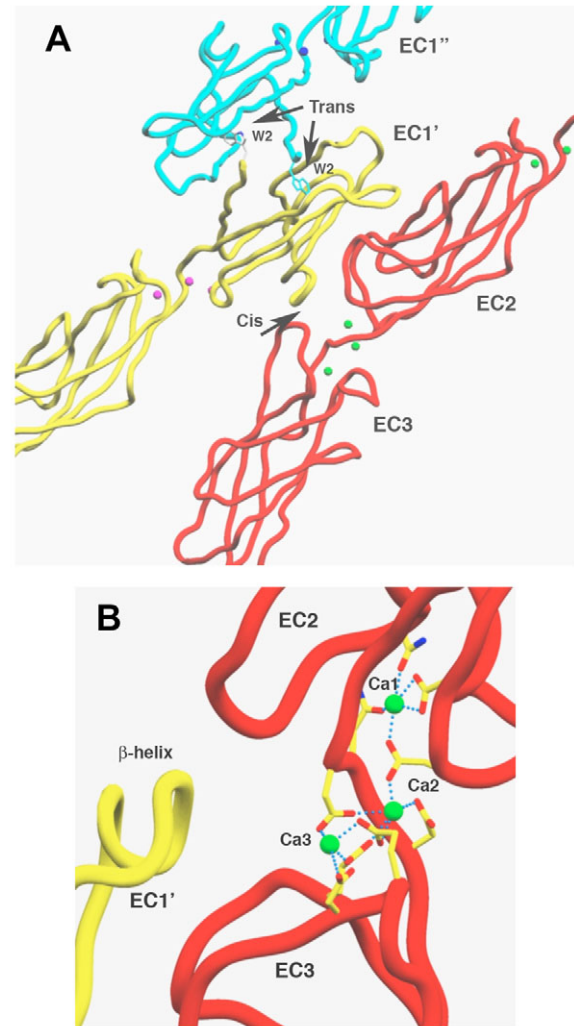 A
EC1”
Trans
W2
EC1’
W2
EC2
Cis
EC3
B
EC2
Ca1
β-helix
Ca2
Ca3
EC1’
EC3